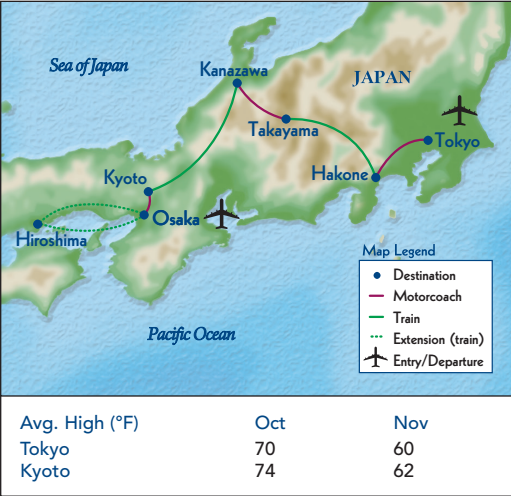 Sea of Japan
Kanazawa
JAPAN
Takayama
Tokyo
Hakone
Kyoto
Osaka
Hiroshima
Pacific Ocean
Map Legend
Destination
Motorcoach
Train
Extension (train)
Entry/Departure
Avg. High (°F) Oct Nov
Tokyo 70 60
Kyoto 74 62